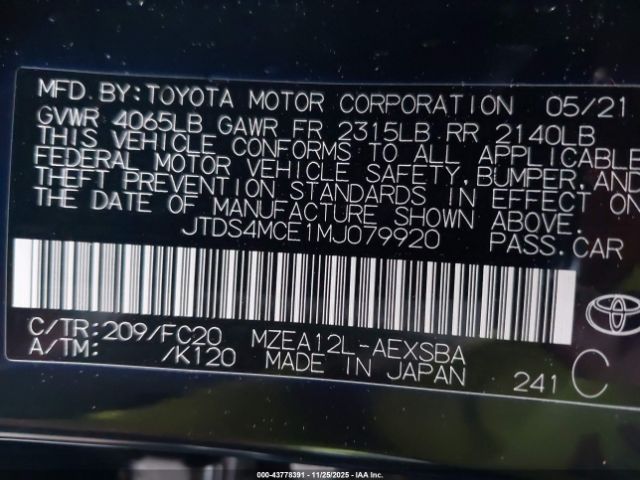 MFD. BY: TOYOTA MOTOR CORPORATION 05/21
GVWR 4065LB GAWR FR 2315LB RR 2140LB
THIS VEHICLE CONFORMS TO ALL APPLICABLE
FEDERAL MOTOR VEHICLE SAFETY, BUMPER, AND
THEFT PREVENTION STANDARDS IN EFFECT ON
THE DATE OF MANUFACTURE SHOWN ABOVE.
JTDS4MCE1MJ079920 PASS.CAR
C/TR: 209/FC20 MZEA12L-AEXSBA
A/TM: /K120 MADE IN JAPAN 241 C
000-43778391 - 11/25/2025 - IAA Inc.